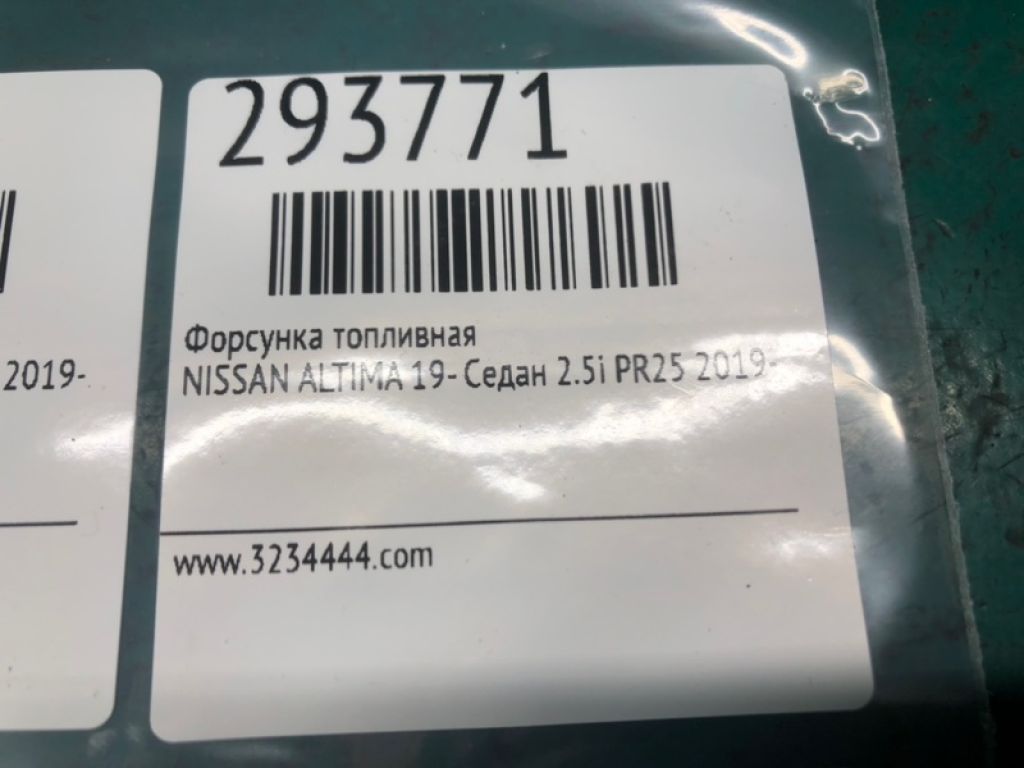 293771
Форсунка топливная
NISSAN ALTIMA 19- Седан 2.5i PR25 2019-
www.3234444.com
2019-